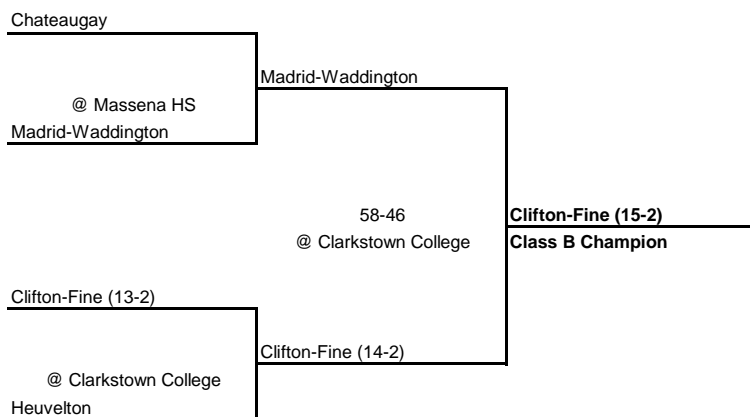 Chateaugay
Madrid-Waddington
@ Massena HS
Madrid-Waddington
58-46
Clifton-Fine (15-2)
@ Clarkstown College
Class B Champion
Clifton-Fine (13-2)
Clifton-Fine (14-2)
@ Clarkstown College
Heuvelton